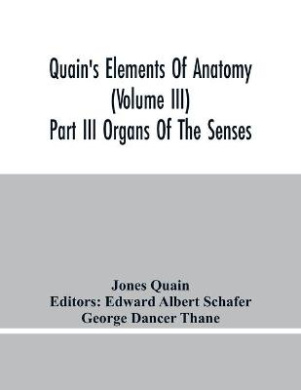 Quain's Elements Of Anatomy
(Volume III)
Part III Organs Of The Senses
Jones Quain
Editors: Edward Albert Schafer
George Dancer Thane